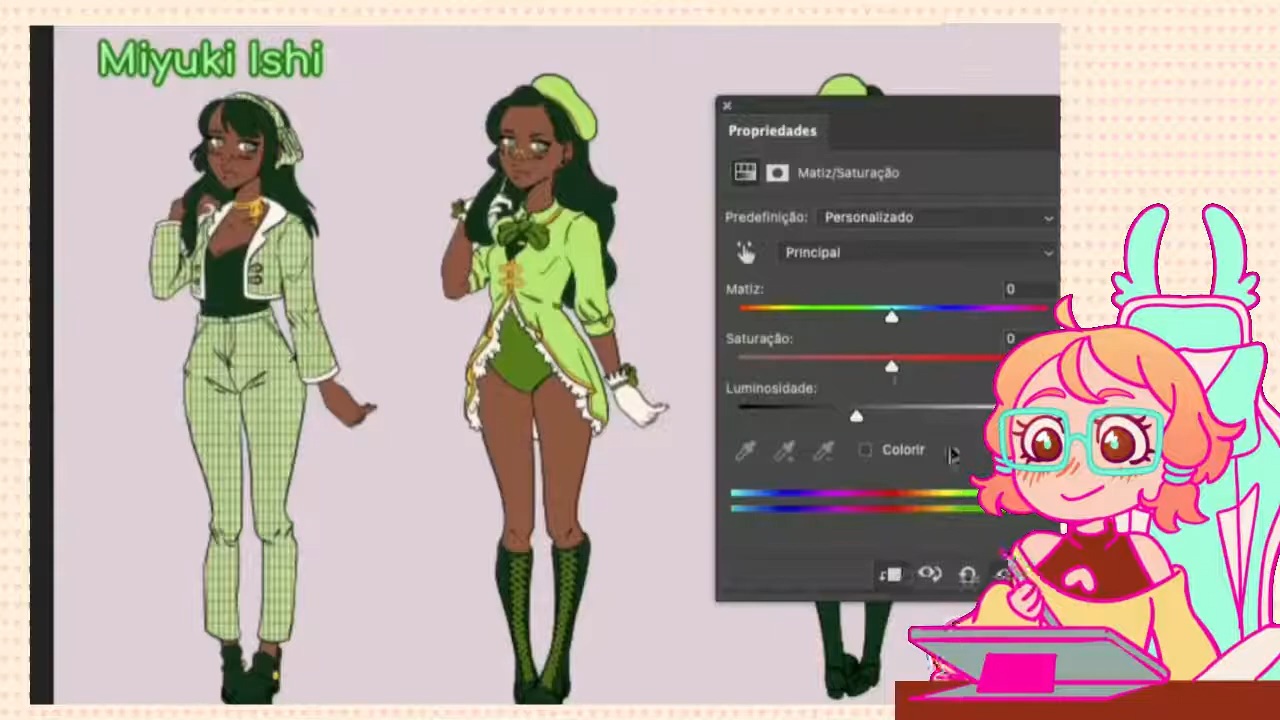 Miyuki Ishi
Propriedades
Matiz/Saturação
Predefinição: Personalizado
Principal
Matiz: 0
Saturação: 0
Luminosidade:
Colorir